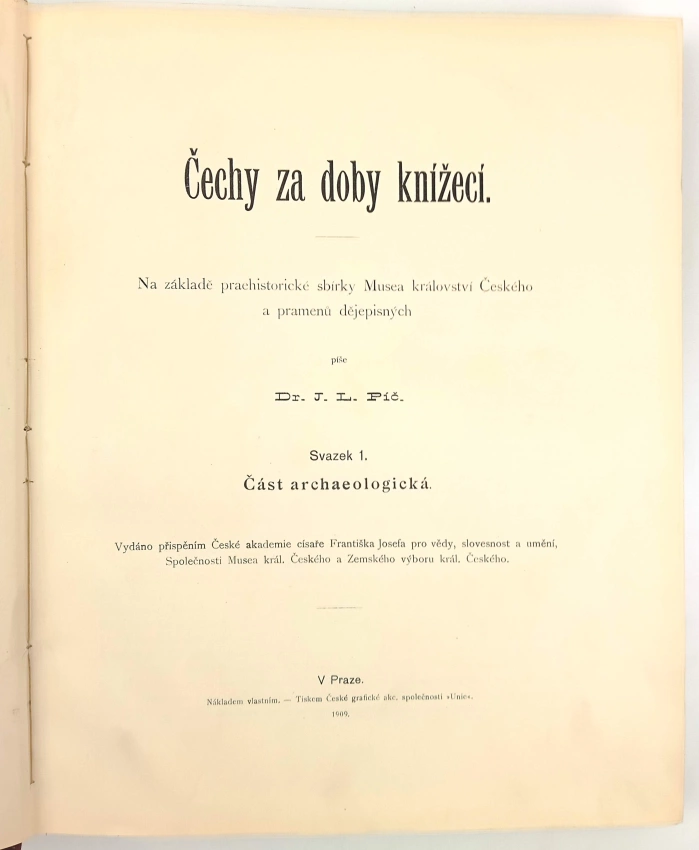 Čechy za doby knížecí.
Na základě praehistorické sbírky Musea království Českého
a pramenů dějepisných
píše
Dr. J. L. Píč.
Svazek 1.
Část archaeologická.
Vydáno přispěním České akademie císaře Františka Josefa pro vědy, slovesnost a umění,
Společnosti Musea král. Českého a Zemského výboru král. Českého.
V Praze.
Nákladem vlastním. — Tiskem České grafické akc. společnosti »Unie«.
1909.